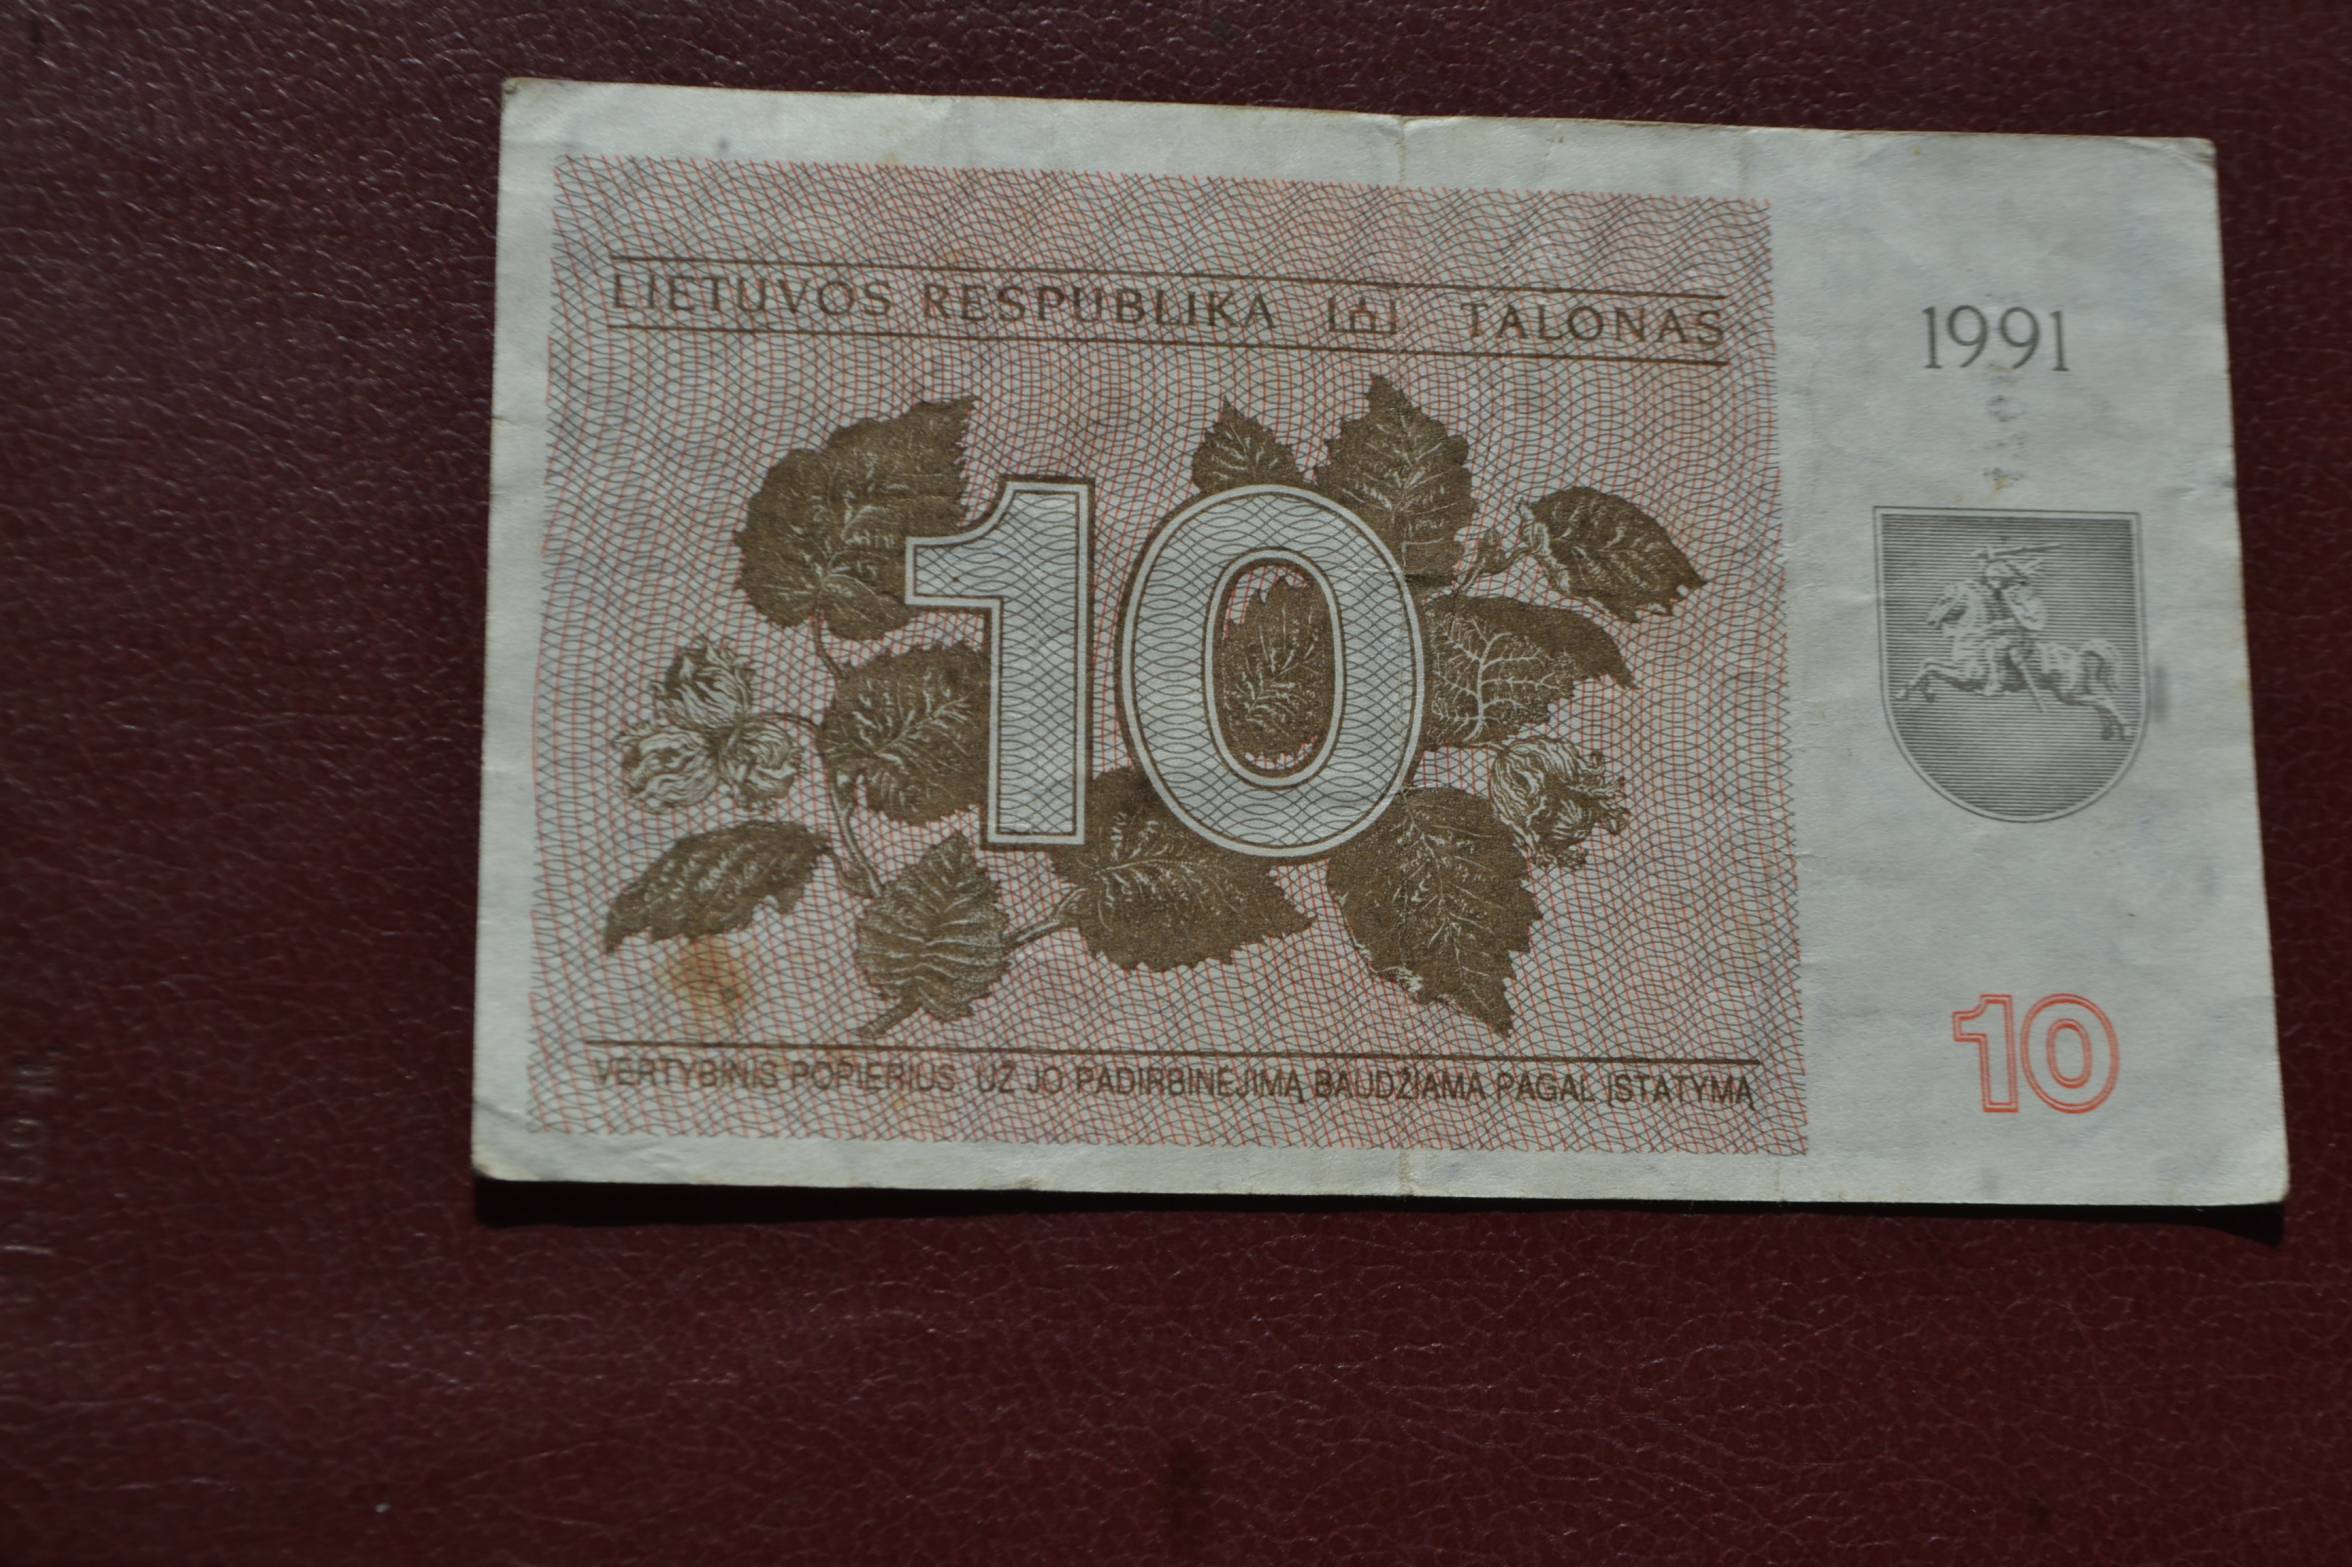 LIETUVOS RESPUBLIKA TALONAS
1991
10
VERTYBINIS POPIERIUS UŽ JO PADIRBINĖJIMĄ BAUDŽIAMA PAGAL ĮSTATYMĄ
10